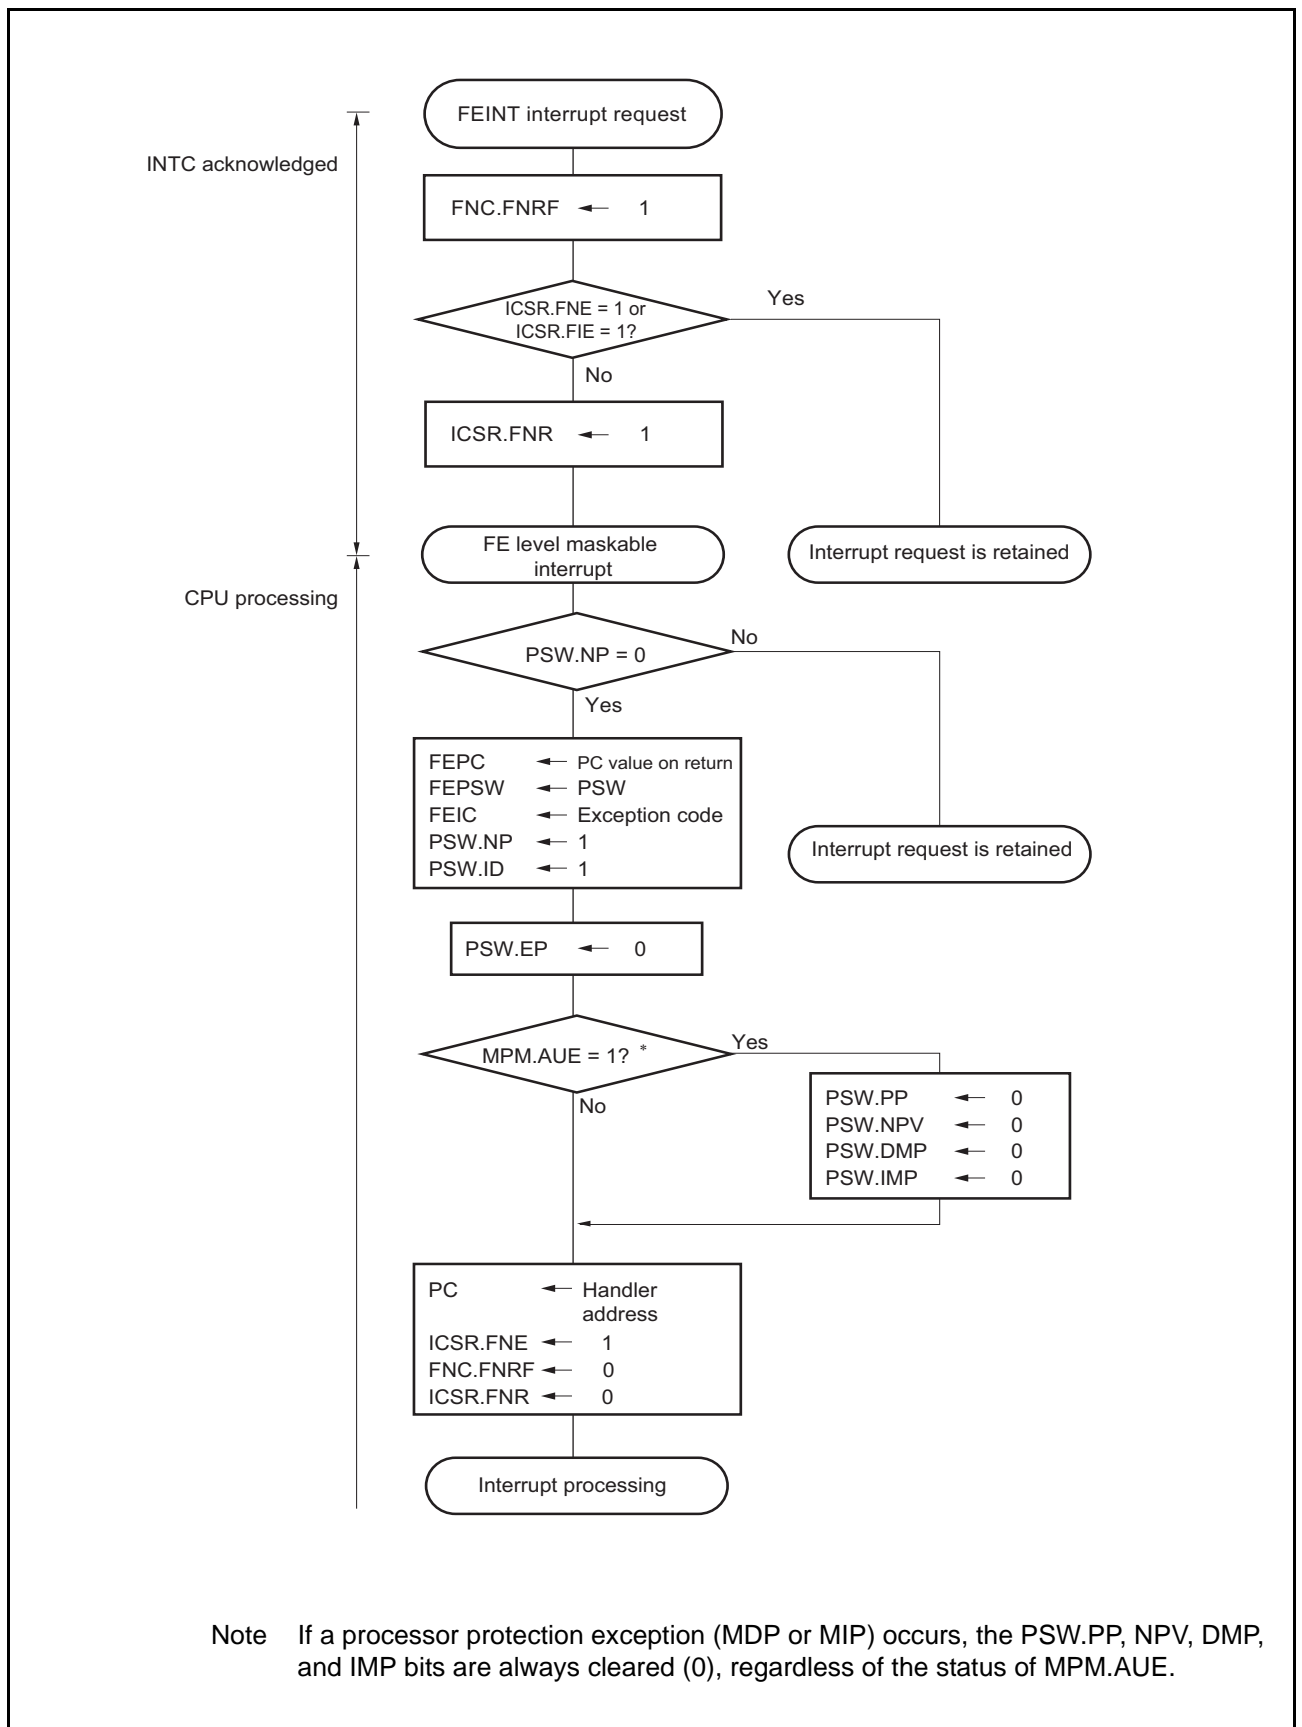 FEINT interrupt request
INTC acknowledged
FNC.FNRF ← 1
ICSR.FNE = 1 or
ICSR.FIE = 1?
Yes
No
ICSR.FNR ← 1
FE level maskable
interrupt
Interrupt request is retained
CPU processing
PSW.NP = 0
No
Yes
FEPC ← PC value on return
FEPSW ← PSW
FEIC ← Exception code
PSW.NP ← 1
PSW.ID ← 1
Interrupt request is retained
PSW.EP ← 0
MPM.AUE = 1? *
Yes
No
PSW.PP ← 0
PSW.NPV ← 0
PSW.DMP ← 0
PSW.IMP ← 0
PC ← Handler
address
ICSR.FNE ← 1
FNC.FNRF ← 0
ICSR.FNR ← 0
Interrupt processing
Note If a processor protection exception (MDP or MIP) occurs, the PSW.PP, NPV, DMP,
and IMP bits are always cleared (0), regardless of the status of MPM.AUE.